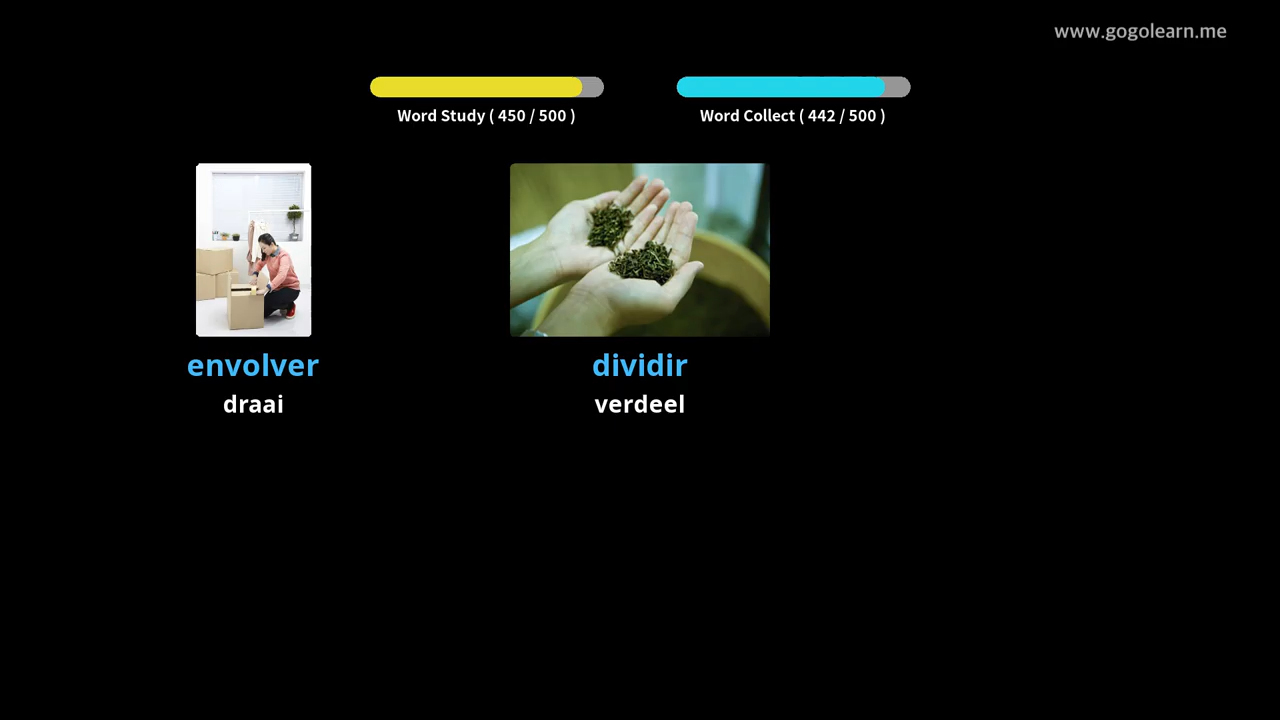 www.gogolearn.me
Word Study ( 450 / 500 )
Word Collect ( 442 / 500 )
envolver
draai
dividir
verdeel